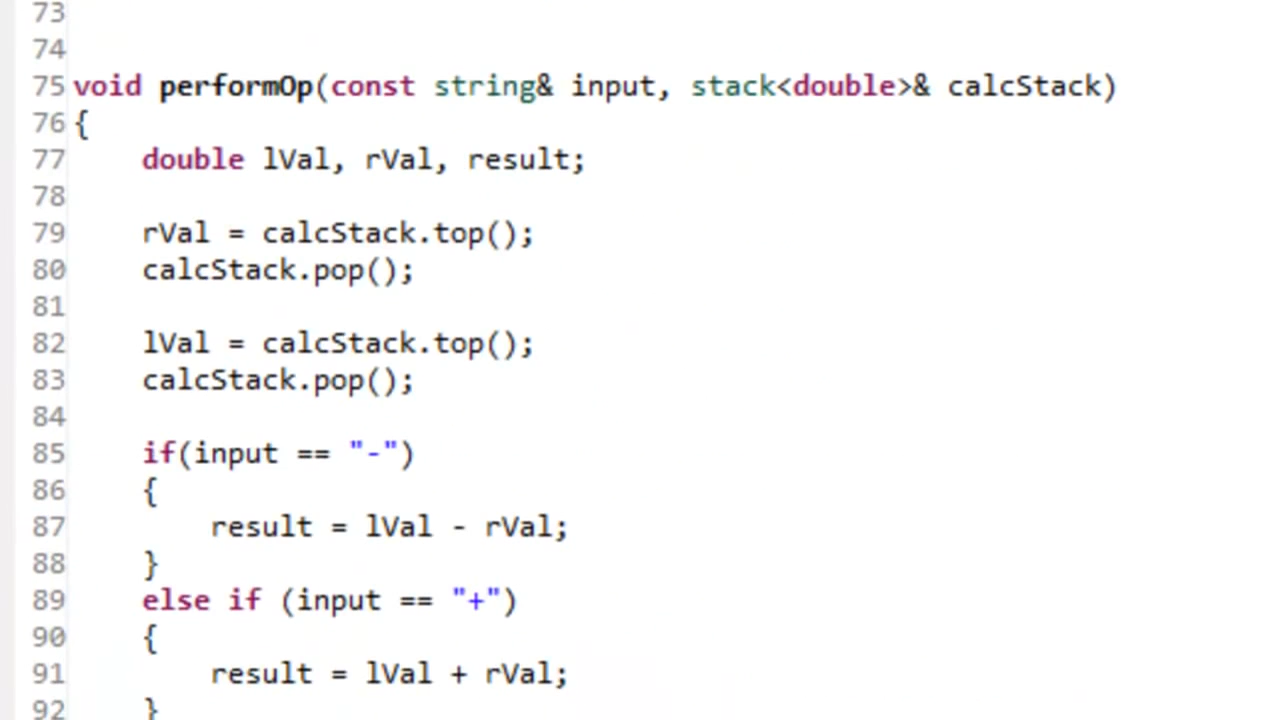 73
74
75 void performOp(const string& input, stack<double>& calcStack)
76 {
77     double lVal, rVal, result;
78
79     rVal = calcStack.top();
80     calcStack.pop();
81
82     lVal = calcStack.top();
83     calcStack.pop();
84
85     if(input == "-")
86     {
87         result = lVal - rVal;
88     }
89     else if (input == "+")
90     {
91         result = lVal + rVal;
92     }